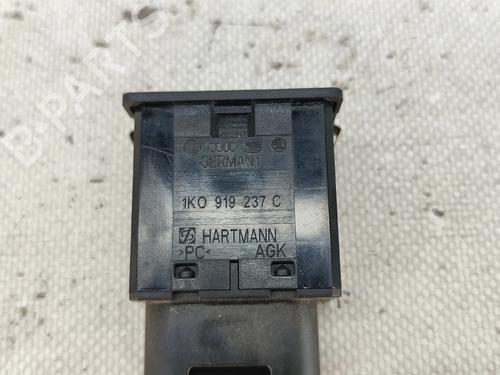 B-PARTS
GERMANY
1K0 919 237 C
HARTMANN
>PC< AGK